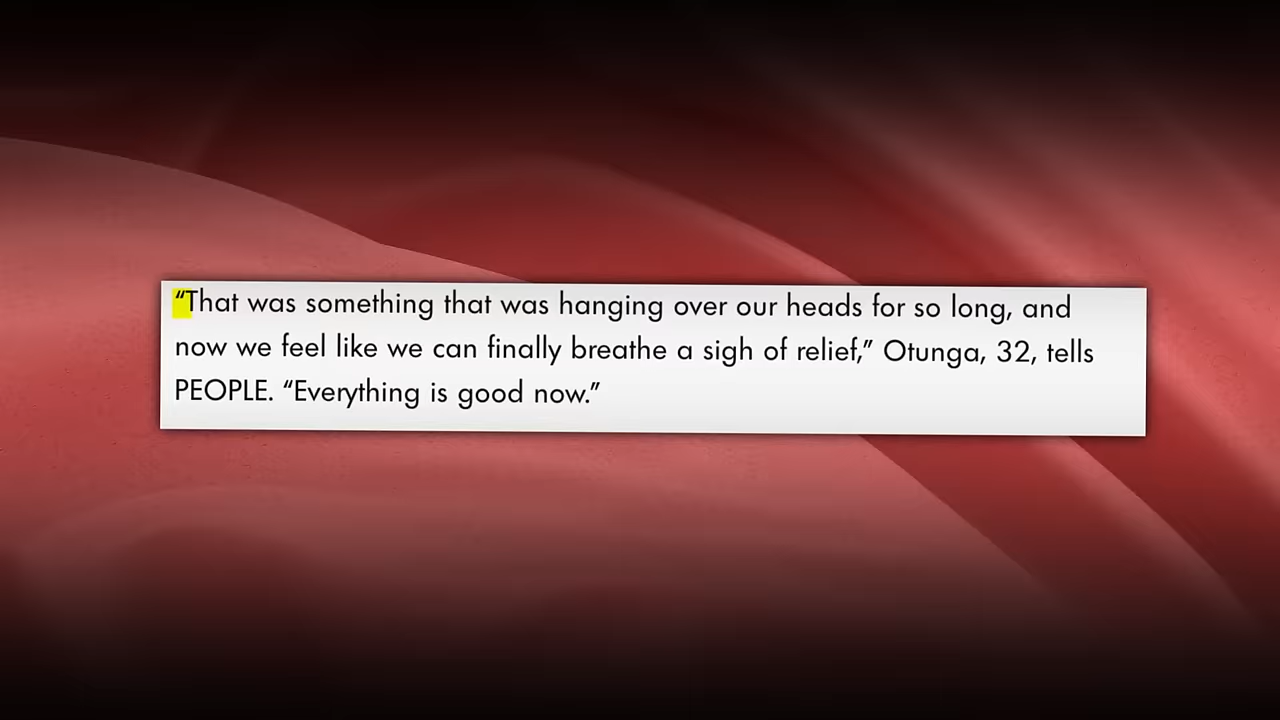 “That was something that was hanging over our heads for so long, and
now we feel like we can finally breathe a sigh of relief,” Otunga, 32, tells
PEOPLE. “Everything is good now.”